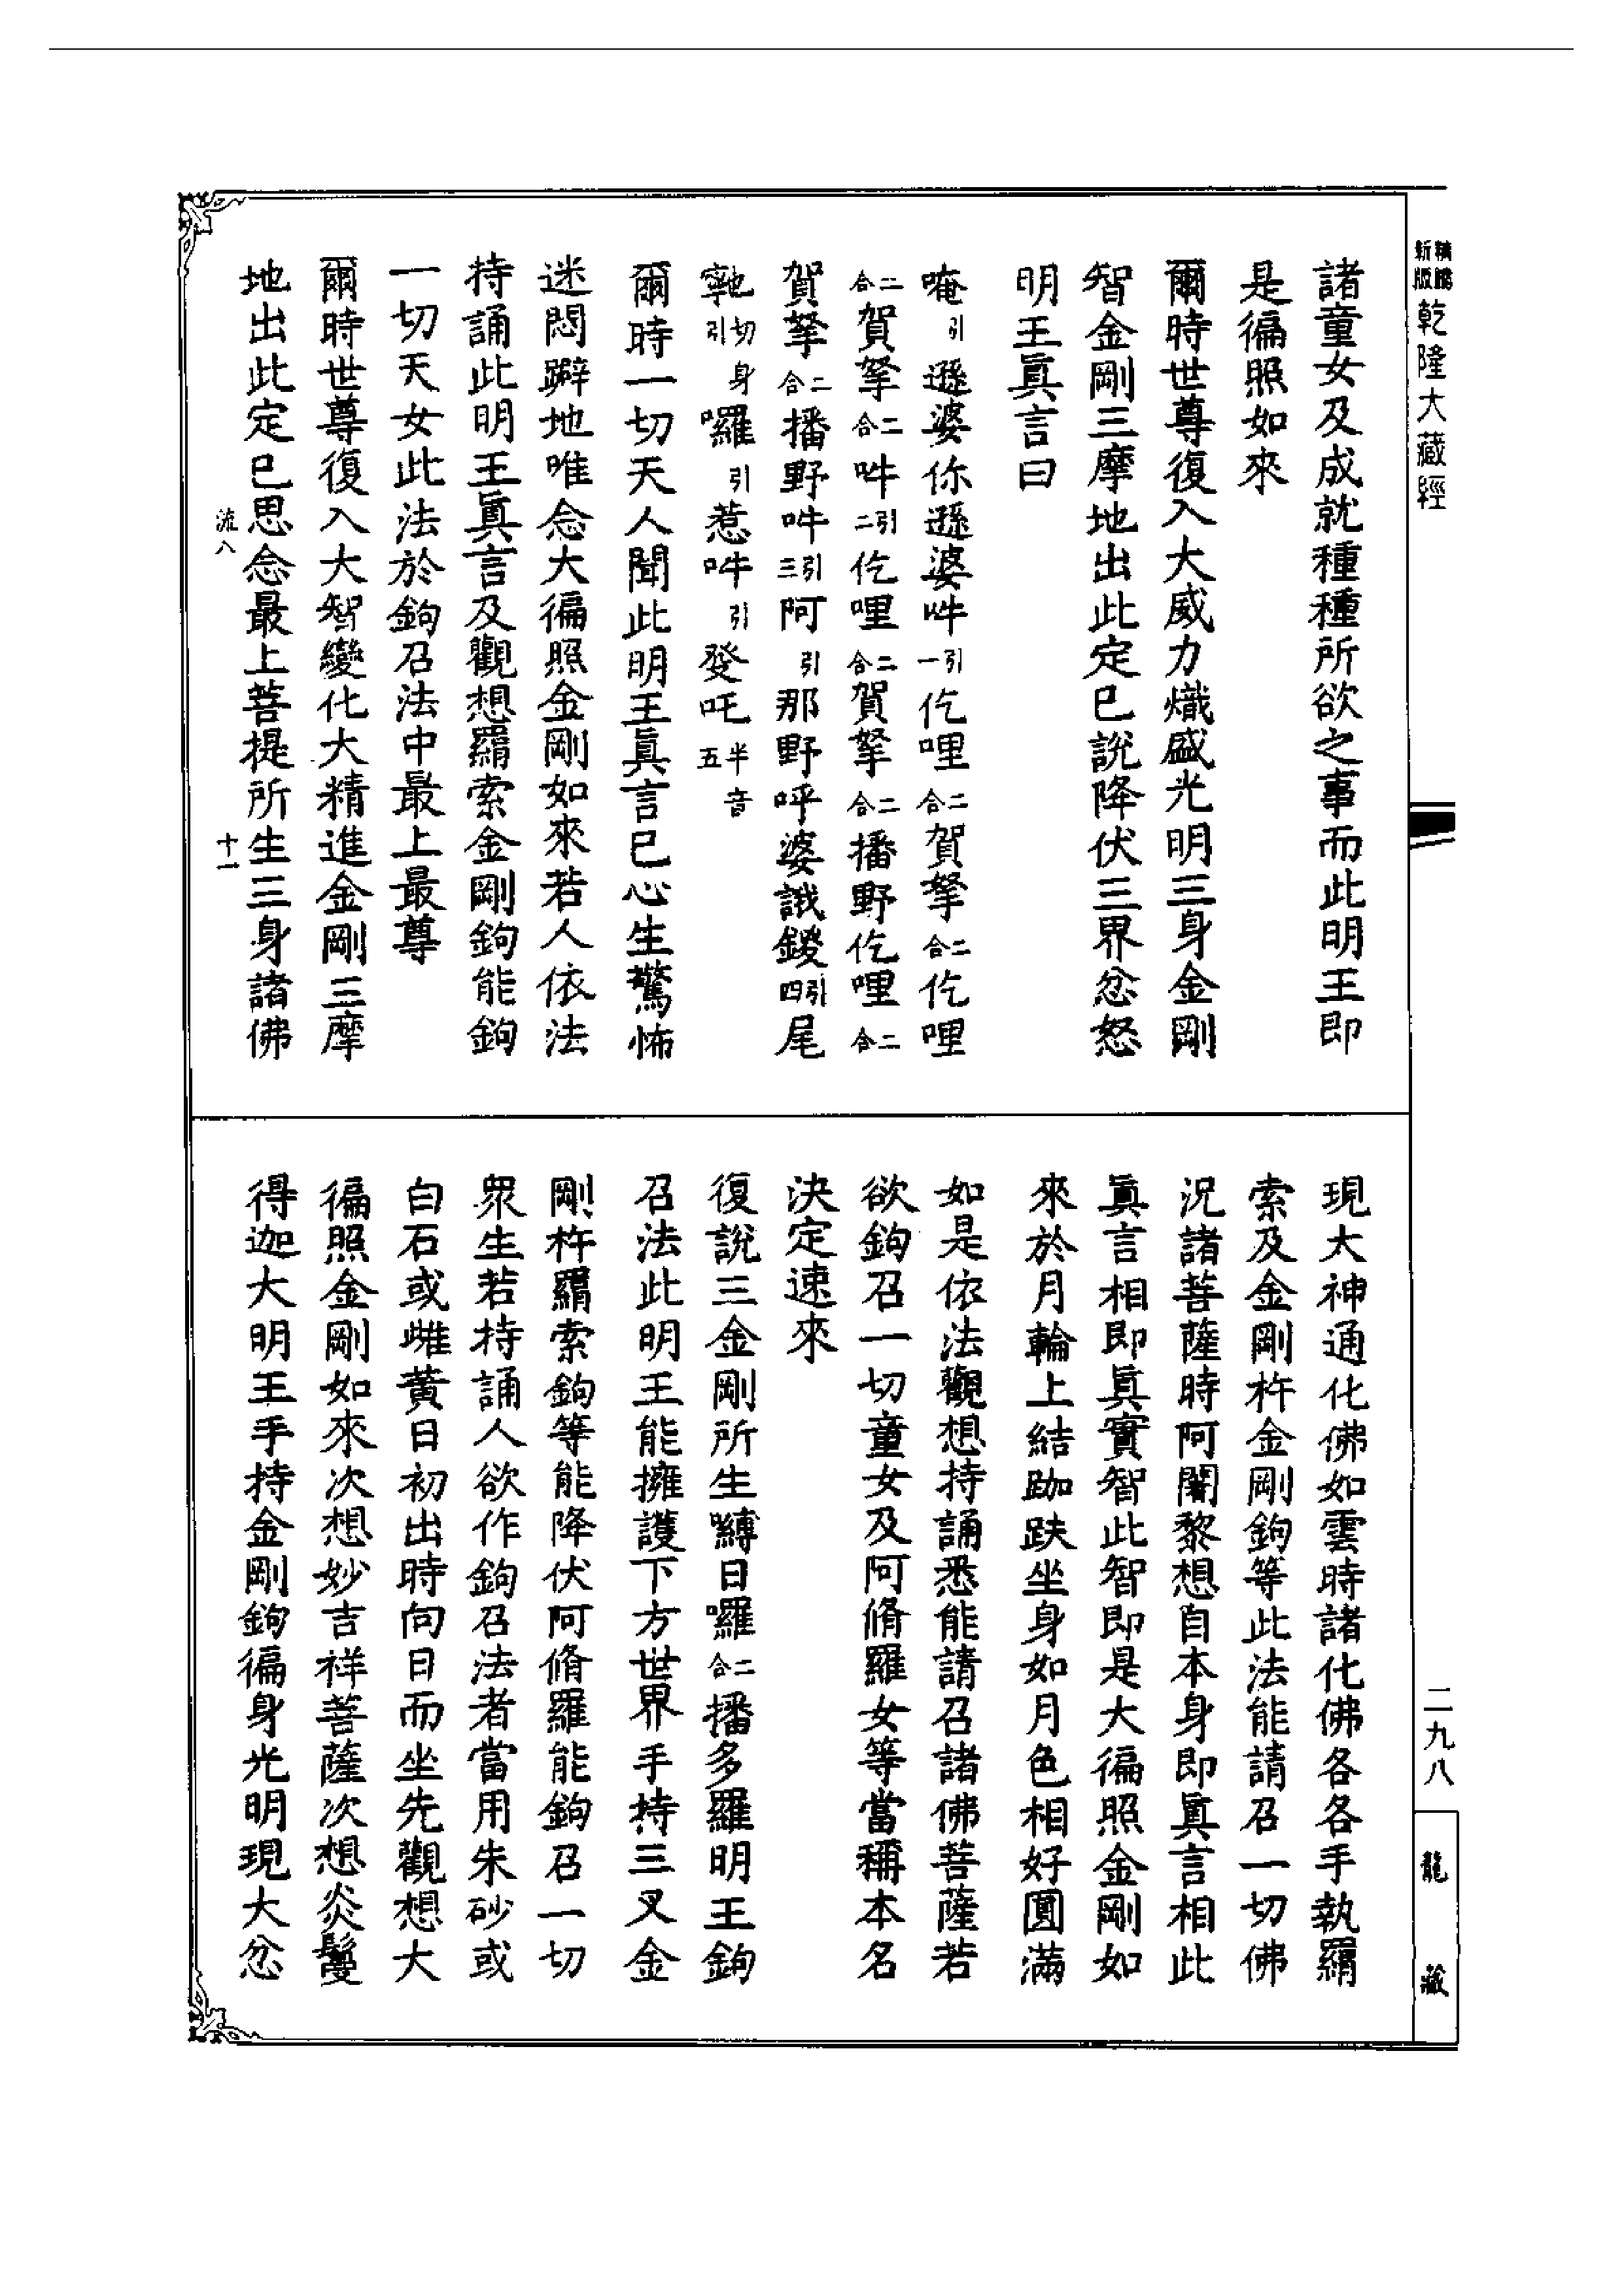 新版精縮乾隆大藏經
諸童女及成就種種所欲之事而此明王即
是徧照如來
爾時世尊復入大威力熾盛光明三身金剛
智金剛三摩地出此定已說降伏三界忿怒
明王眞言曰
唵引遜婆你遜婆吽引一仡哩二合賀拏二合仡哩
二合賀拏二合吽引二仡哩二合賀拏二合播野仡哩二合
賀拏二合播野吽引三阿引那野呼婆誐鑁引四尾
䭾切身引囉引惹吽引發吒半音五
爾時一切天人聞此明王眞言已心生驚怖
迷悶躃地唯念大徧照金剛如來若人依法
持誦此明王眞言及觀想羂索金剛鉤能鉤
一切天女此法於鉤召法中最上最尊
爾時世尊復入大智變化大精進金剛三摩
地出此定已思念最上菩提所生三身諸佛
流八 十一
現大神通化佛如雲時諸化佛各各手執羂
索及金剛杵金剛鉤等此法能請召一切佛
況諸菩薩時阿闍黎想自本身即眞言相此
眞言相即眞實智此智即是大徧照金剛如
來於月輪上結跏趺坐身如月色相好圓滿
如是依法觀想持誦悉能請召諸佛菩薩若
欲鉤召一切童女及阿脩羅女等當稱本名
決定速來
復說三金剛所生嚩日囉二合播多羅明王鉤
召法此明王能擁護下方世界手持三叉金
剛杵羂索鉤等能降伏阿脩羅能鉤召一切
眾生若持誦人欲作鉤召法者當用朱砂或
白石或雌黃日初出時向日而坐先觀想大
徧照金剛如來次想妙吉祥菩薩次想炎鬘
得迦大明王手持金剛鉤徧身光明現大忿
二九八
龍藏